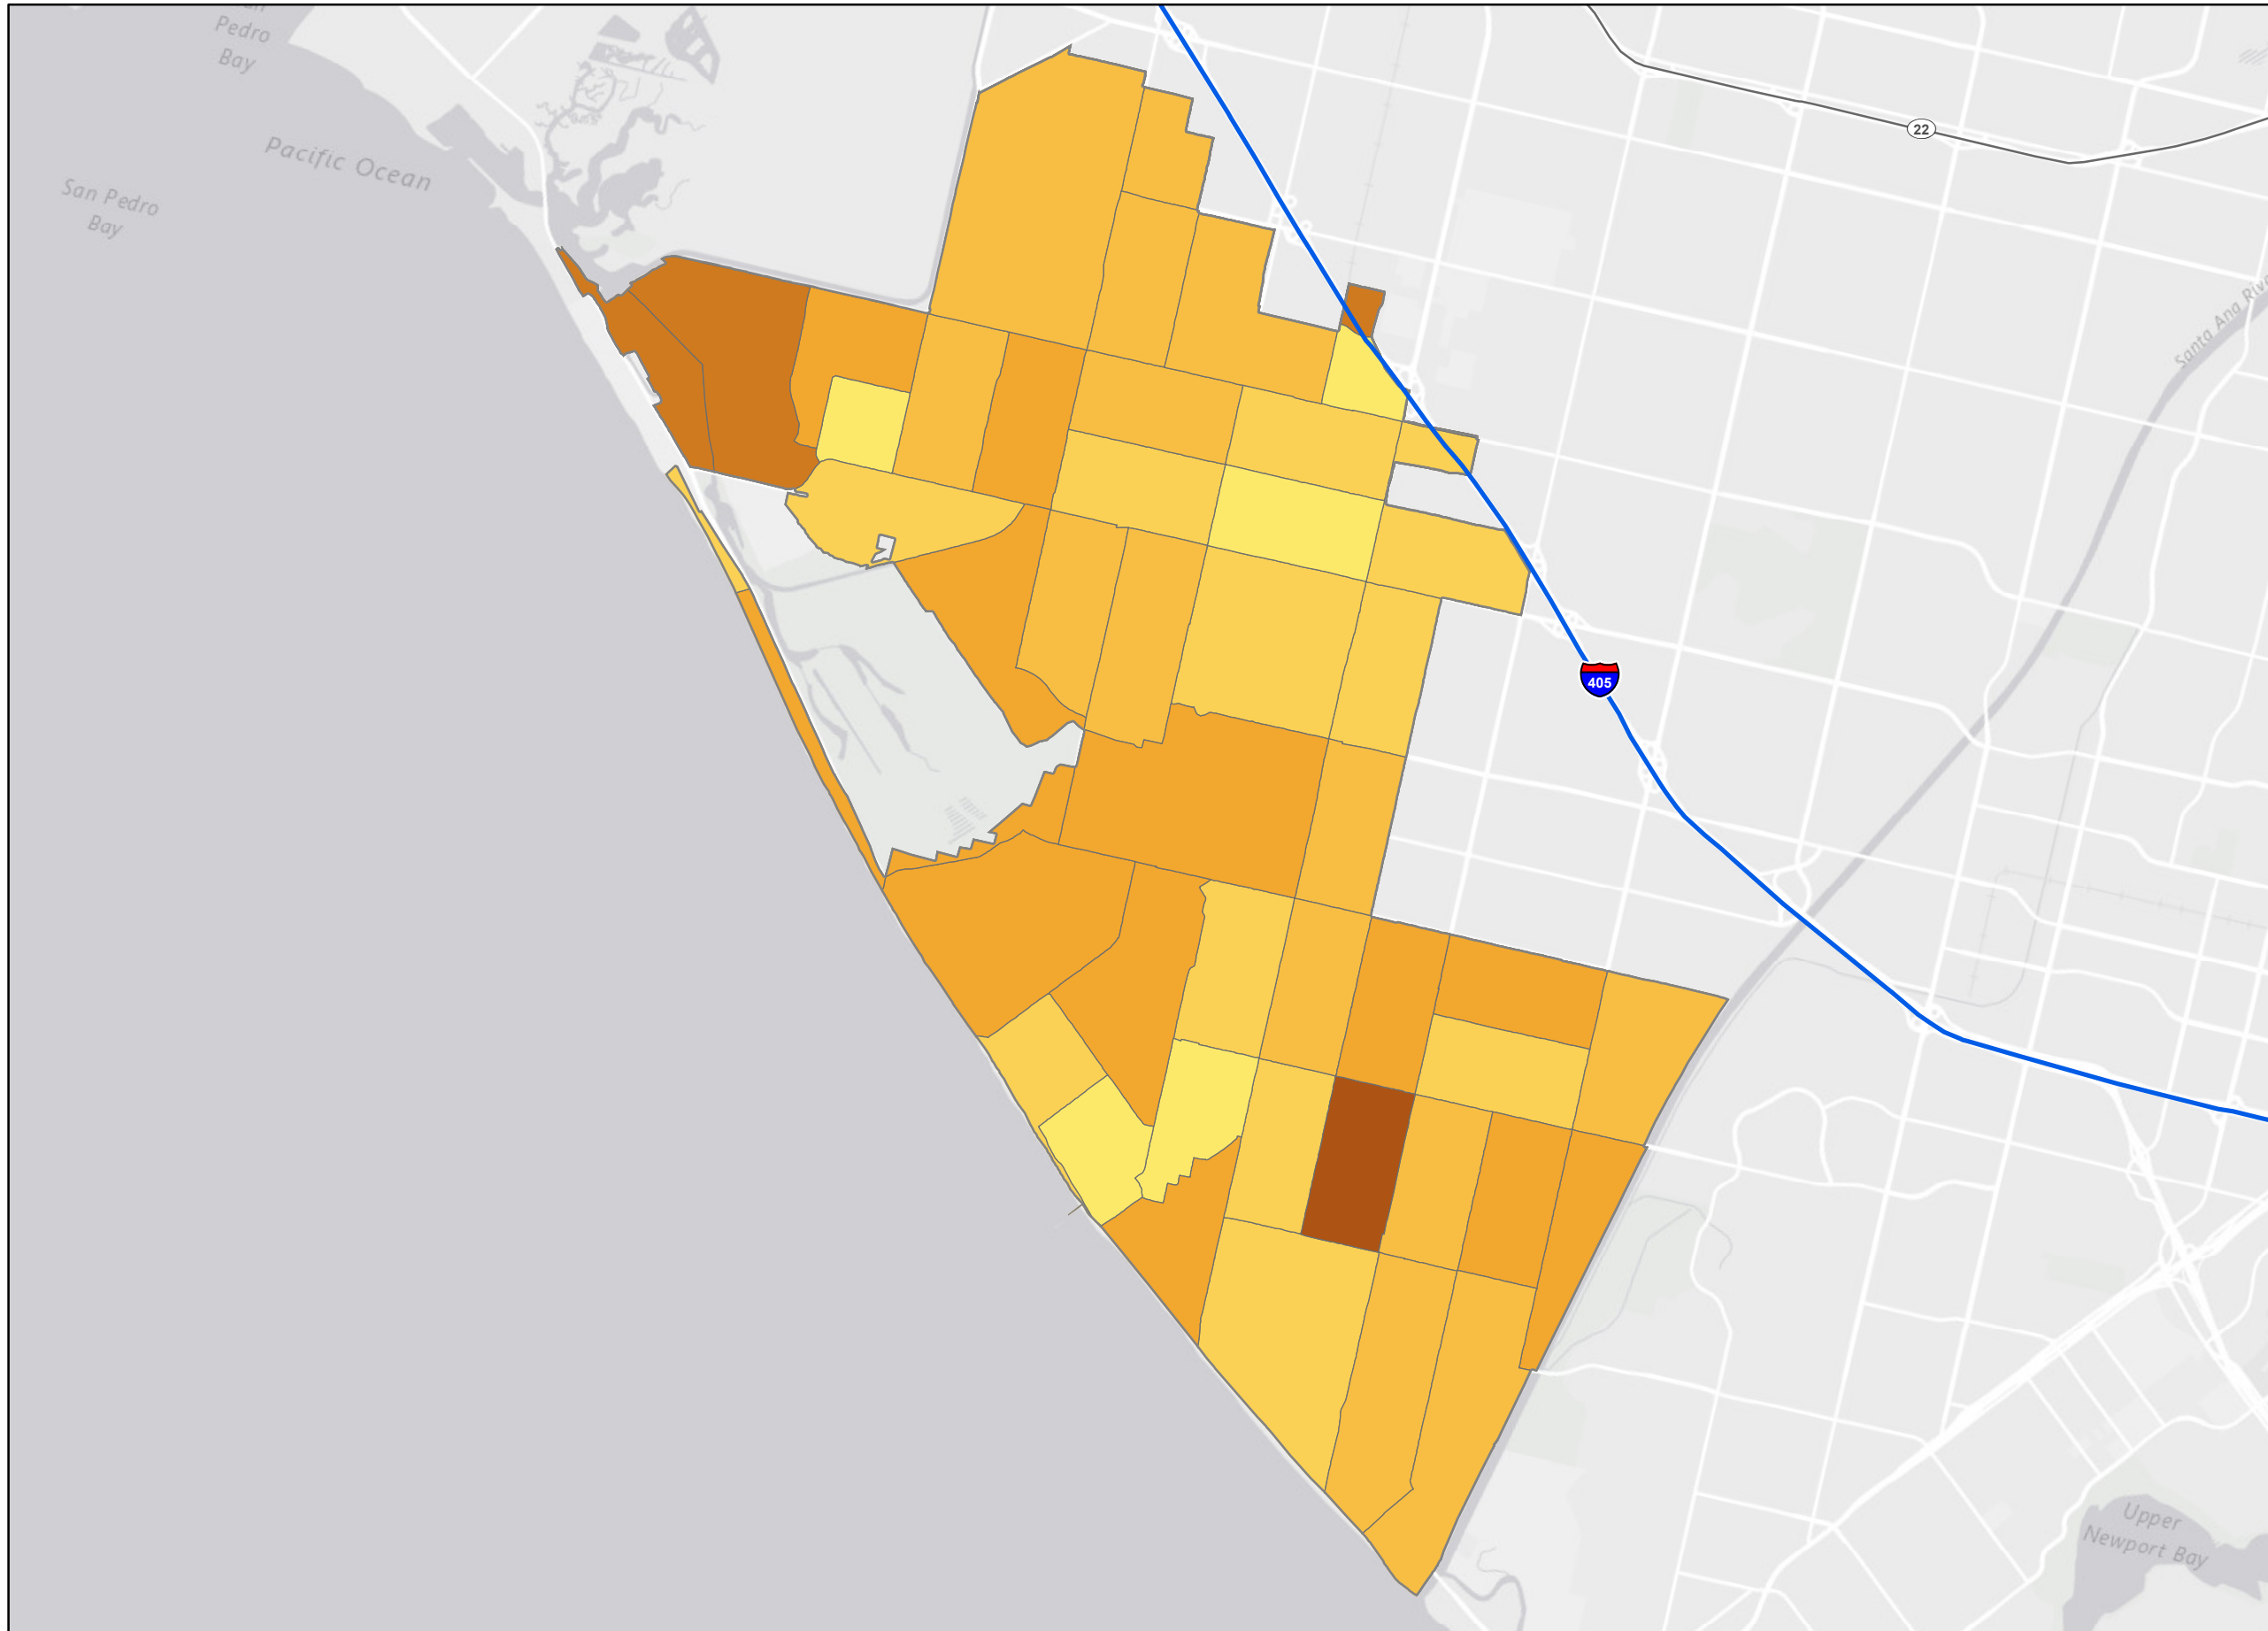 Pedro
Bay
Pacific Ocean
San Pedro
Bay
22
Santa Ana Rive
405
Upper
Newport Bay